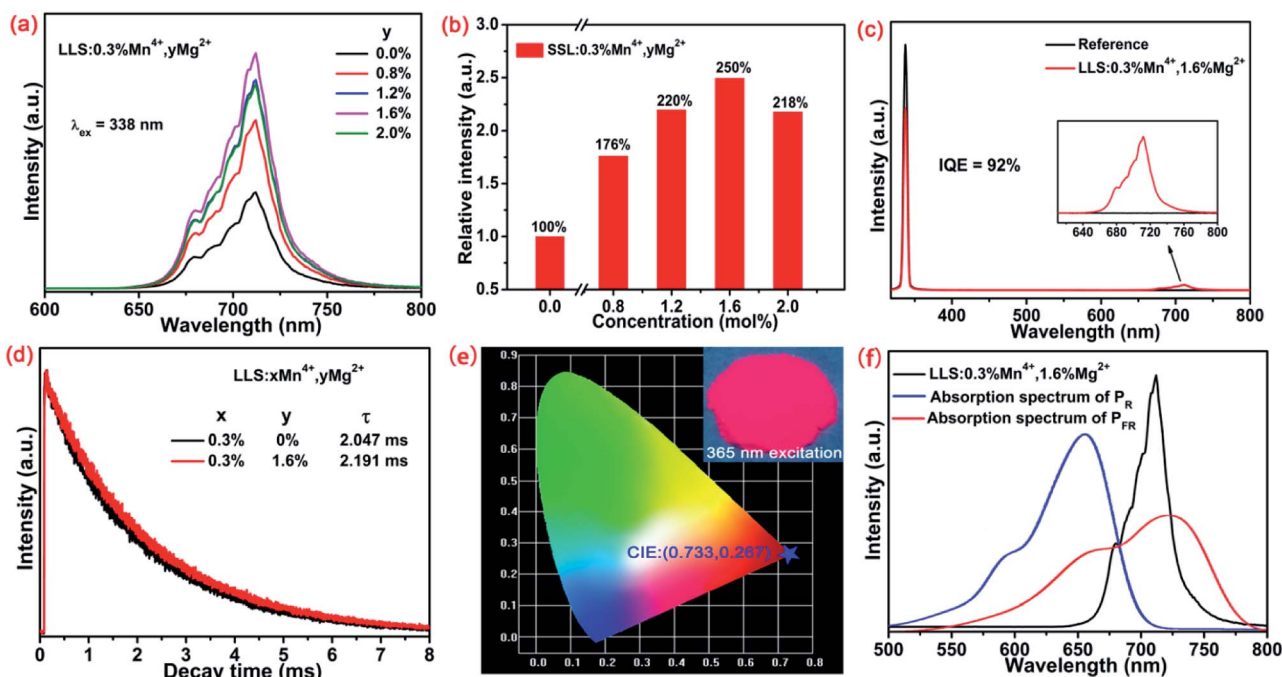 (a)
LLS:0.3%Mn⁴⁺,yMg²⁺
λex = 338 nm
y
0.0%
0.8%
1.2%
1.6%
2.0%
Intensity (a.u.)
600 650 700 750 800
Wavelength (nm)
(b)
SSL:0.3%Mn⁴⁺,yMg²⁺
3.0
2.5
2.0
1.5
1.0
0.5
Relative intensity (a.u.)
100%
176%
220%
250%
218%
0.0 0.8 1.2 1.6 2.0
Concentration (mol%)
(c)
Reference
LLS:0.3%Mn⁴⁺,1.6%Mg²⁺
IQE = 92%
640 680 720 760 800
Intensity (a.u.)
400 500 600 700 800
Wavelength (nm)
(d)
LLS:xMn⁴⁺,yMg²⁺
x y τ
0.3% 0% 2.047 ms
0.3% 1.6% 2.191 ms
Intensity (a.u.)
0 1 2 3 4 5 6 7 8
Decay time (ms)
(e)
0.9
0.8
0.7
0.6
0.5
0.4
0.3
0.2
0.1
0.0
365 nm excitation
CIE:(0.733,0.267)
0.0 0.1 0.2 0.3 0.4 0.5 0.6 0.7 0.8
(f)
LLS:0.3%Mn⁴⁺,1.6%Mg²⁺
Absorption spectrum of PR
Absorption spectrum of PFR
Intensity (a.u.)
500 550 600 650 700 750 800
Wavelength (nm)